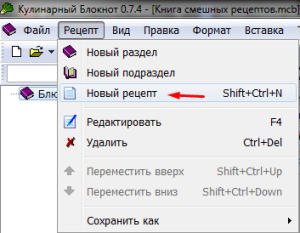 Кулинарный Блокнот 0.7.4 - [Книга смешных рецептов.mcb
Файл Рецепт Вид Правка Формат Вставка
Новый раздел
Новый подраздел
Новый рецепт Shift+Ctrl+N
Редактировать F4
Удалить Ctrl+Del
Переместить вверх Shift+Ctrl+Up
Переместить вниз Shift+Ctrl+Down
Сохранить как